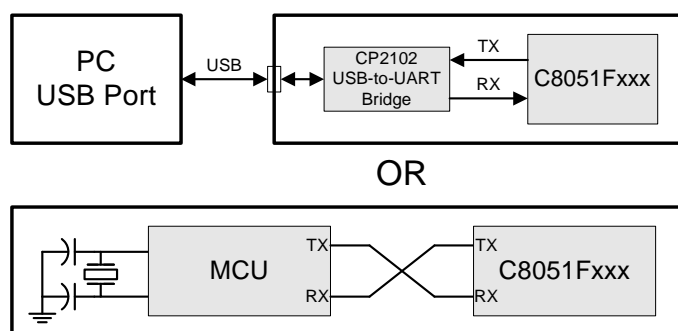 PC
USB Port
USB
CP2102
USB-to-UART
Bridge
TX
RX
C8051Fxxx
OR
MCU
TX
RX
TX
RX
C8051Fxxx